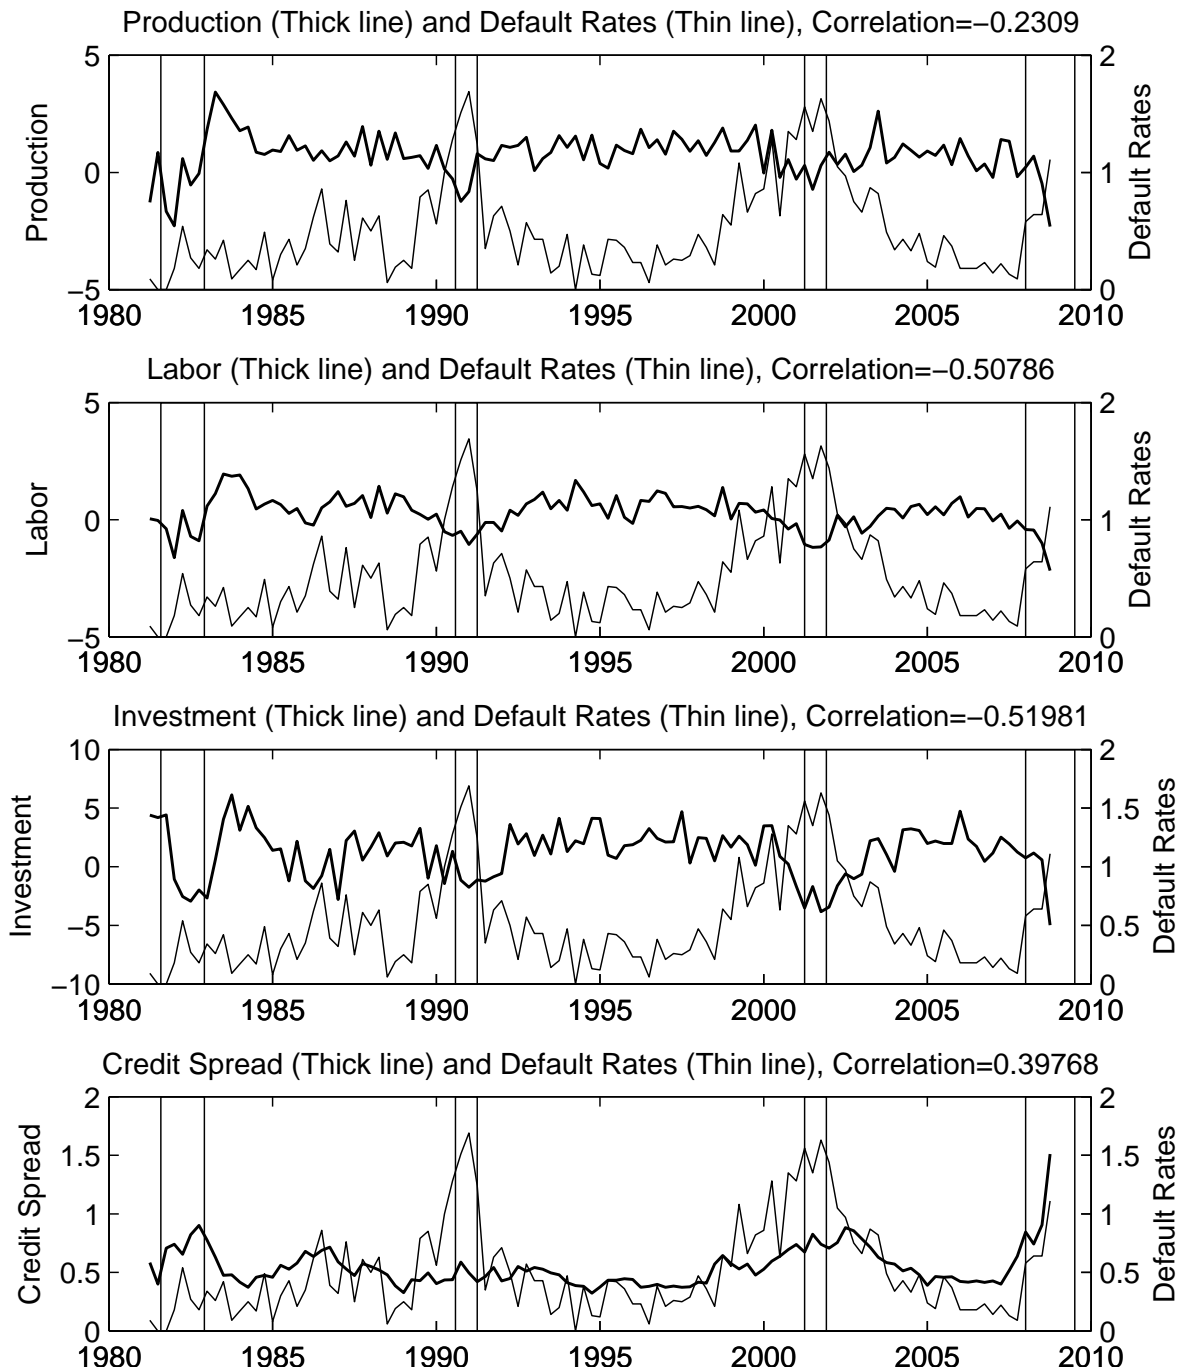 Production (Thick line) and Default Rates (Thin line), Correlation=−0.2309
5
0
−5
Production
2
1
0
Default Rates
1980 1985 1990 1995 2000 2005 2010
Labor (Thick line) and Default Rates (Thin line), Correlation=−0.50786
5
0
−5
Labor
2
1
0
Default Rates
1980 1985 1990 1995 2000 2005 2010
Investment (Thick line) and Default Rates (Thin line), Correlation=−0.51981
10
5
0
−5
−10
Investment
2
1.5
1
0.5
0
Default Rates
1980 1985 1990 1995 2000 2005 2010
Credit Spread (Thick line) and Default Rates (Thin line), Correlation=0.39768
2
1.5
1
0.5
0
Credit Spread
2
1.5
1
0.5
0
Default Rates
1980 1985 1990 1995 2000 2005 2010